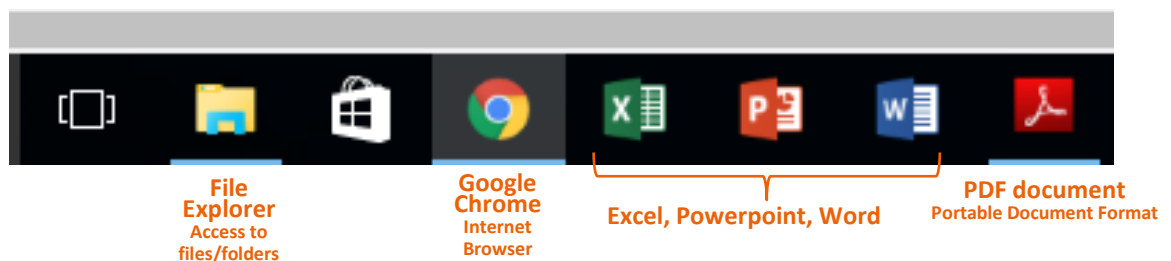 X
P
W
File
Explorer
Access to
files/folders
Google
Chrome
Internet
Browser
Excel, Powerpoint, Word
PDF document
Portable Document Format